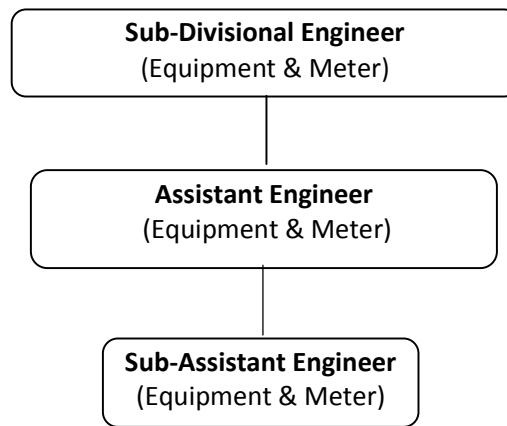 Sub-Divisional Engineer
(Equipment & Meter)
Assistant Engineer
(Equipment & Meter)
Sub-Assistant Engineer
(Equipment & Meter)